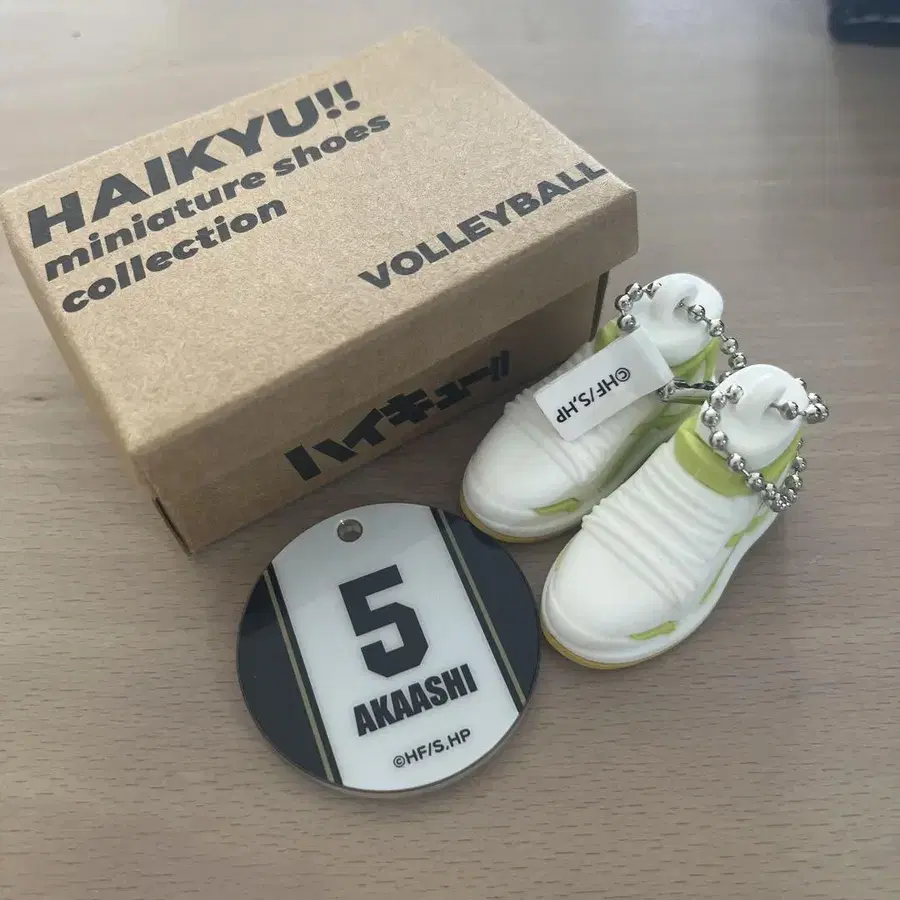 HAIKYU!!
miniature shoes
collection
VOLLEYBALL
ハイキュー!!
©HF/S,HP
5
AKAASHI
©HF/S,HP